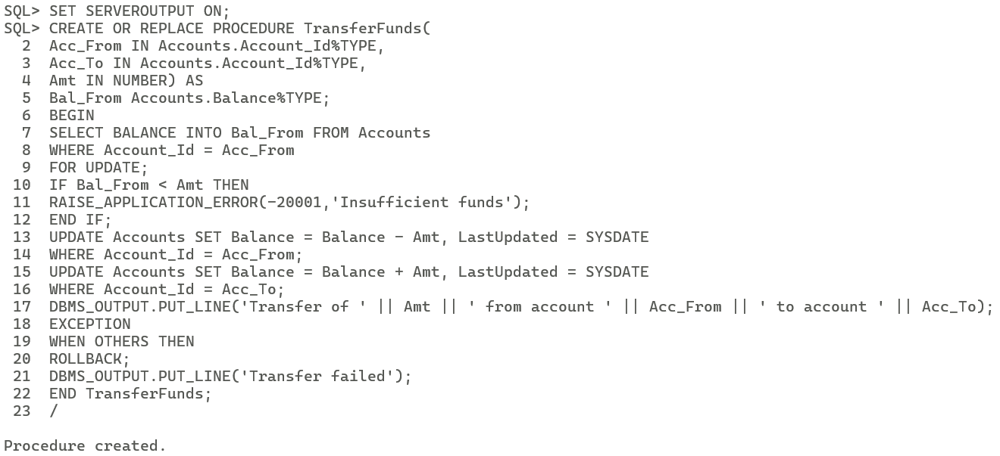 SQL> SET SERVEROUTPUT ON;
SQL> CREATE OR REPLACE PROCEDURE TransferFunds(
  2  Acc_From IN Accounts.Account_Id%TYPE,
  3  Acc_To IN Accounts.Account_Id%TYPE,
  4  Amt IN NUMBER) AS
  5  Bal_From Accounts.Balance%TYPE;
  6  BEGIN
  7  SELECT BALANCE INTO Bal_From FROM Accounts
  8  WHERE Account_Id = Acc_From
  9  FOR UPDATE;
 10  IF Bal_From < Amt THEN
 11  RAISE_APPLICATION_ERROR(-20001,'Insufficient funds');
 12  END IF;
 13  UPDATE Accounts SET Balance = Balance - Amt, LastUpdated = SYSDATE
 14  WHERE Account_Id = Acc_From;
 15  UPDATE Accounts SET Balance = Balance + Amt, LastUpdated = SYSDATE
 16  WHERE Account_Id = Acc_To;
 17  DBMS_OUTPUT.PUT_LINE('Transfer of ' || Amt || ' from account ' || Acc_From || ' to account ' || Acc_To);
 18  EXCEPTION
 19  WHEN OTHERS THEN
 20  ROLLBACK;
 21  DBMS_OUTPUT.PUT_LINE('Transfer failed');
 22  END TransferFunds;
 23  /
Procedure created.